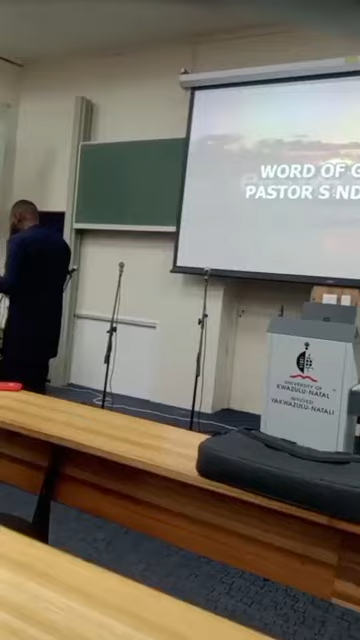 WORD OF G
PASTOR S ND
UNIVERSITY OF
KWAZULU-NATAL
INYUVESI
YAKWAZULU-NATALI